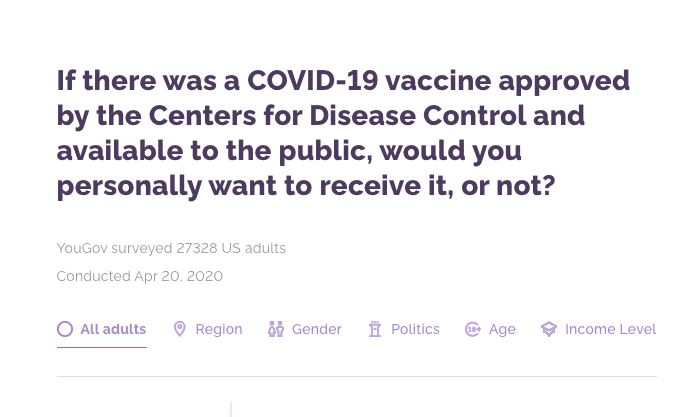 If there was a COVID-19 vaccine approved
by the Centers for Disease Control and
available to the public, would you
personally want to receive it, or not?
YouGov surveyed 27328 US adults
Conducted Apr 20, 2020
All adults Region Gender Politics 18+ Age Income Level